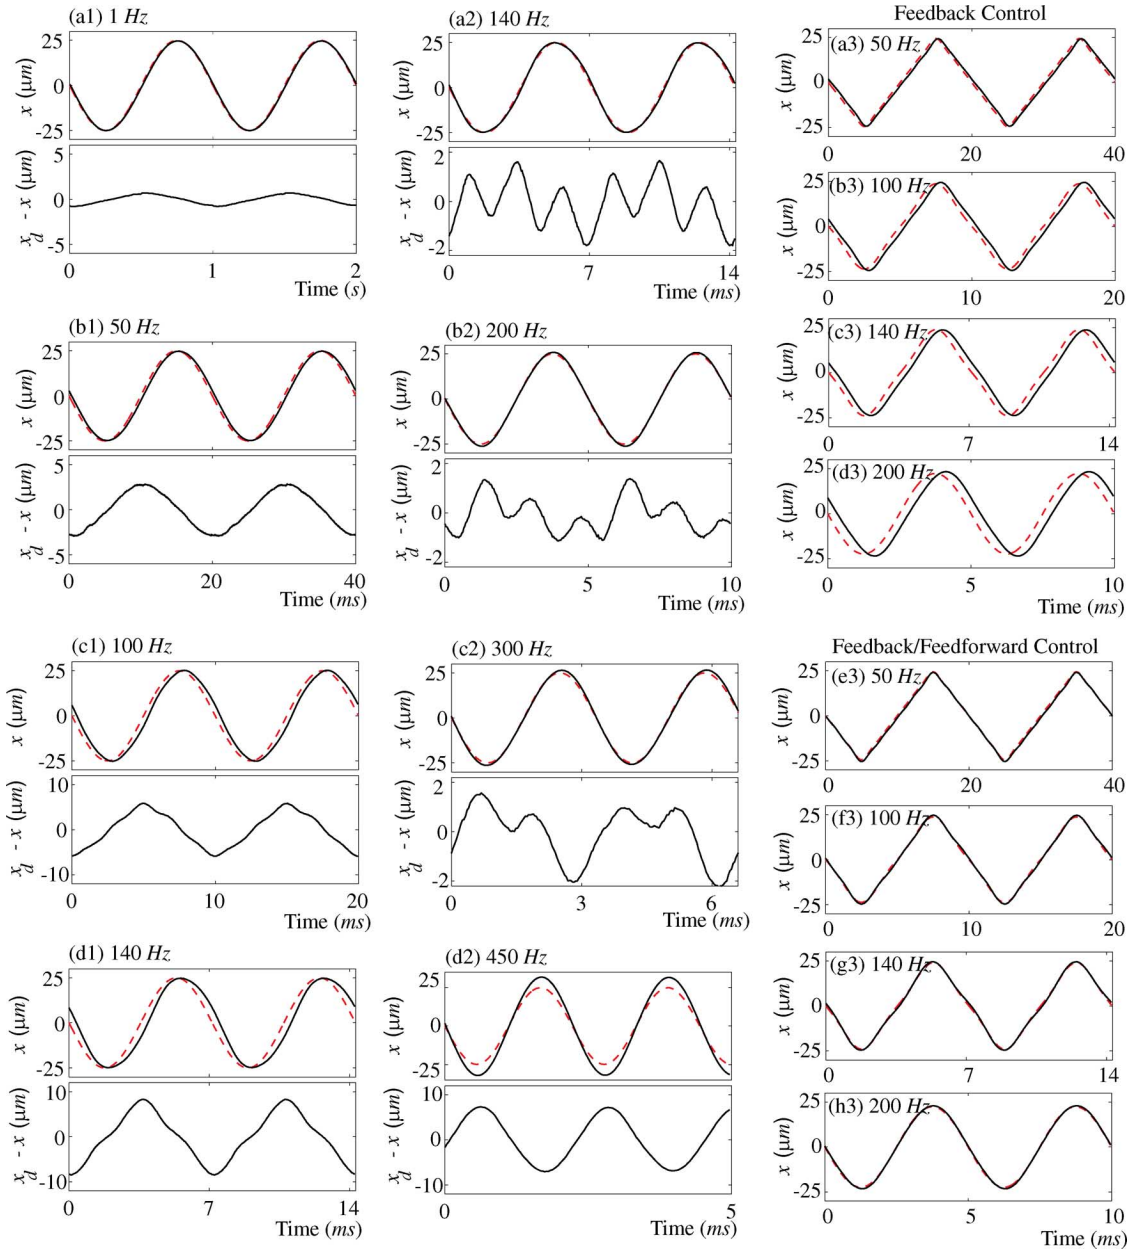 (a1) 1 Hz
25
0
-25
x (μm)
5
0
-5
x_d - x (μm)
0 1 2
Time (s)
(b1) 50 Hz
25
0
-25
x (μm)
5
0
-5
x_d - x (μm)
0 20 40
Time (ms)
(c1) 100 Hz
25
0
-25
x (μm)
10
0
-10
x_d - x (μm)
0 10 20
Time (ms)
(d1) 140 Hz
25
0
-25
x (μm)
10
0
-10
x_d - x (μm)
0 7 14
Time (ms)
(a2) 140 Hz
25
0
-25
x (μm)
2
0
-2
x_d - x (μm)
0 7 14
Time (ms)
(b2) 200 Hz
25
0
-25
x (μm)
2
0
-2
x_d - x (μm)
0 5 10
Time (ms)
(c2) 300 Hz
25
0
-25
x (μm)
2
0
-2
x_d - x (μm)
0 3 6
Time (ms)
(d2) 450 Hz
25
0
-25
x (μm)
10
0
-10
x_d - x (μm)
0 5
Time (ms)
Feedback Control
(a3) 50 Hz
25
0
-25
x (μm)
0 20 40
(b3) 100 Hz
25
0
-25
x (μm)
0 10 20
(c3) 140 Hz
25
0
-25
x (μm)
0 7 14
(d3) 200 Hz
25
0
-25
x (μm)
0 5 10
Time (ms)
Feedback/Feedforward Control
(e3) 50 Hz
25
0
-25
x (μm)
0 20 40
(f3) 100 Hz
25
0
-25
x (μm)
0 10 20
(g3) 140 Hz
25
0
-25
x (μm)
0 7 14
(h3) 200 Hz
25
0
-25
x (μm)
0 5 10
Time (ms)